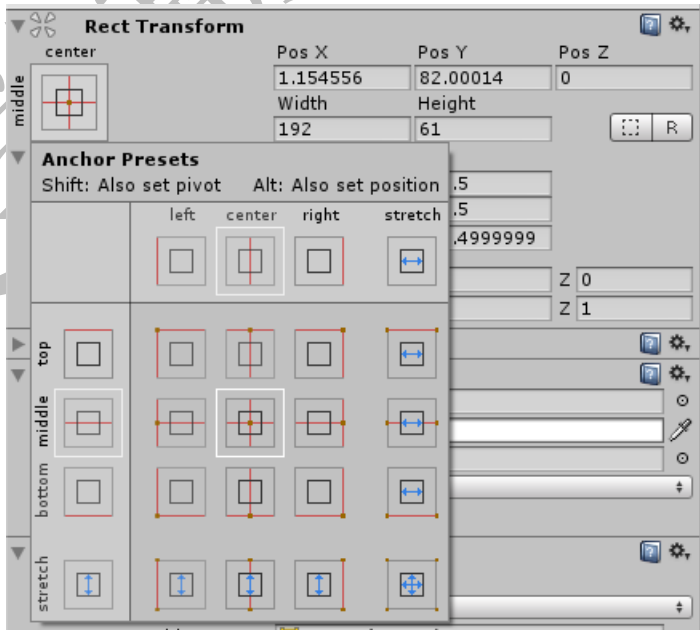 Rect Transform
center
Pos X Pos Y Pos Z
middle
1.154556 82.00014 0
Width Height
192 61
R
Anchor Presets
Shift: Also set pivot Alt: Also set position
.5
left center right stretch
.5
.4999999
Z 0
Z 1
top
middle
bottom
stretch